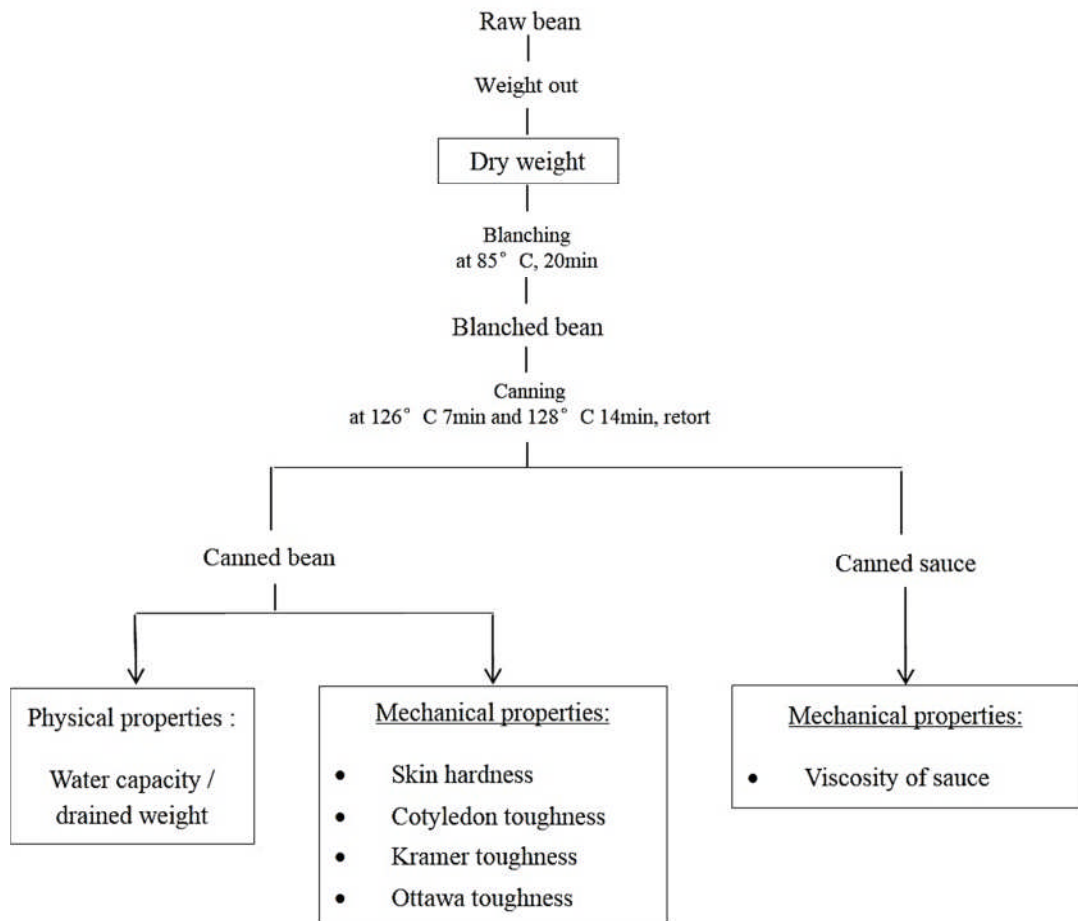 Raw bean
Weight out
Dry weight
Blanching
at 85° C, 20min
Blanched bean
Canning
at 126° C 7min and 128° C 14min, retort
Canned bean
Canned sauce
Physical properties :
Water capacity /
drained weight
Mechanical properties:
• Skin hardness
• Cotyledon toughness
• Kramer toughness
• Ottawa toughness
Mechanical properties:
• Viscosity of sauce